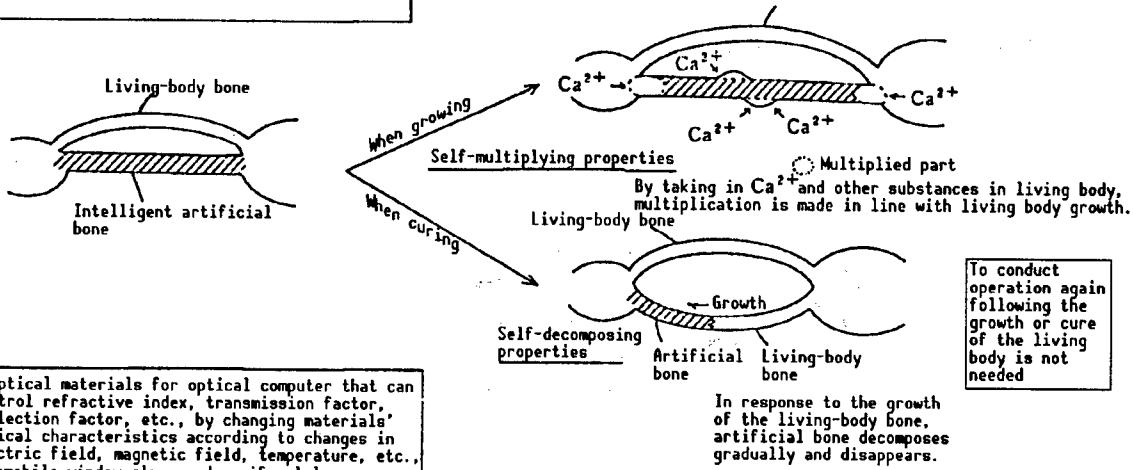 Living-body bone
Intelligent artificial
bone
When growing
When curing
Ca²⁺
Ca²⁺
Ca²⁺
Ca²⁺
Ca²⁺
Self-multiplying properties
Multiplied part
By taking in Ca²⁺ and other substances in living body,
multiplication is made in line with living body growth.
Living-body bone
Growth
Self-decomposing
properties
Artificial
bone
Living-body
bone
To conduct
operation again
following the
growth or cure
of the living
body is not
needed
In response to the growth
of the living-body bone,
artificial bone decomposes
gradually and disappears.
materials for optical computer that can
refractive index, transmission factor,
factor, etc., by changing materials'
characteristics according to changes in
field, magnetic field, temperature, etc.,